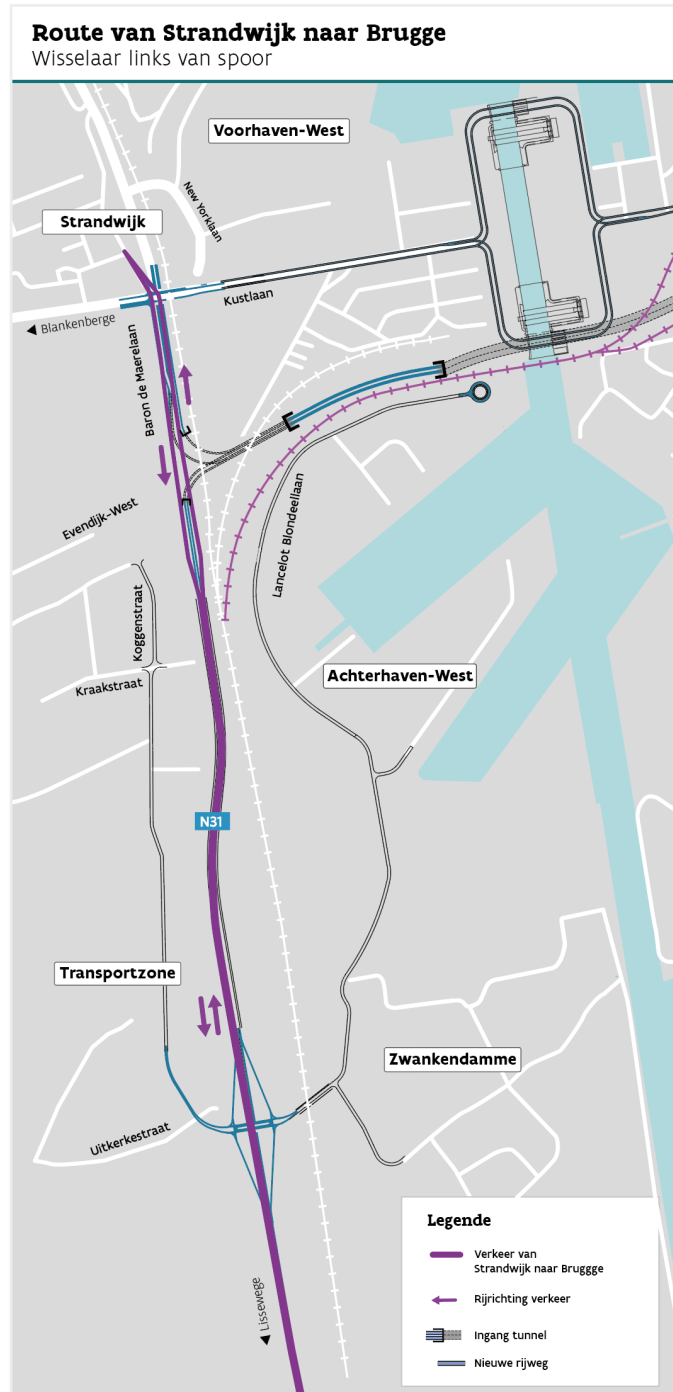 Route van Strandwijk naar Brugge
Wisselaar links van spoor
Voorhaven-West
New Yorklaan
Strandwijk
Kustlaan
Blankenberge
Baron de Maerelaan
Evendijk-West
Lancelot Blondeellaan
Koggenstraat
Achterhaven-West
Kraakstraat
N31
Transportzone
Zwankendamme
Uitkerkestraat
Lissewege
Legende
Verkeer van
Strandwijk naar Bruggge
Rijrichting verkeer
Ingang tunnel
Nieuwe rijweg